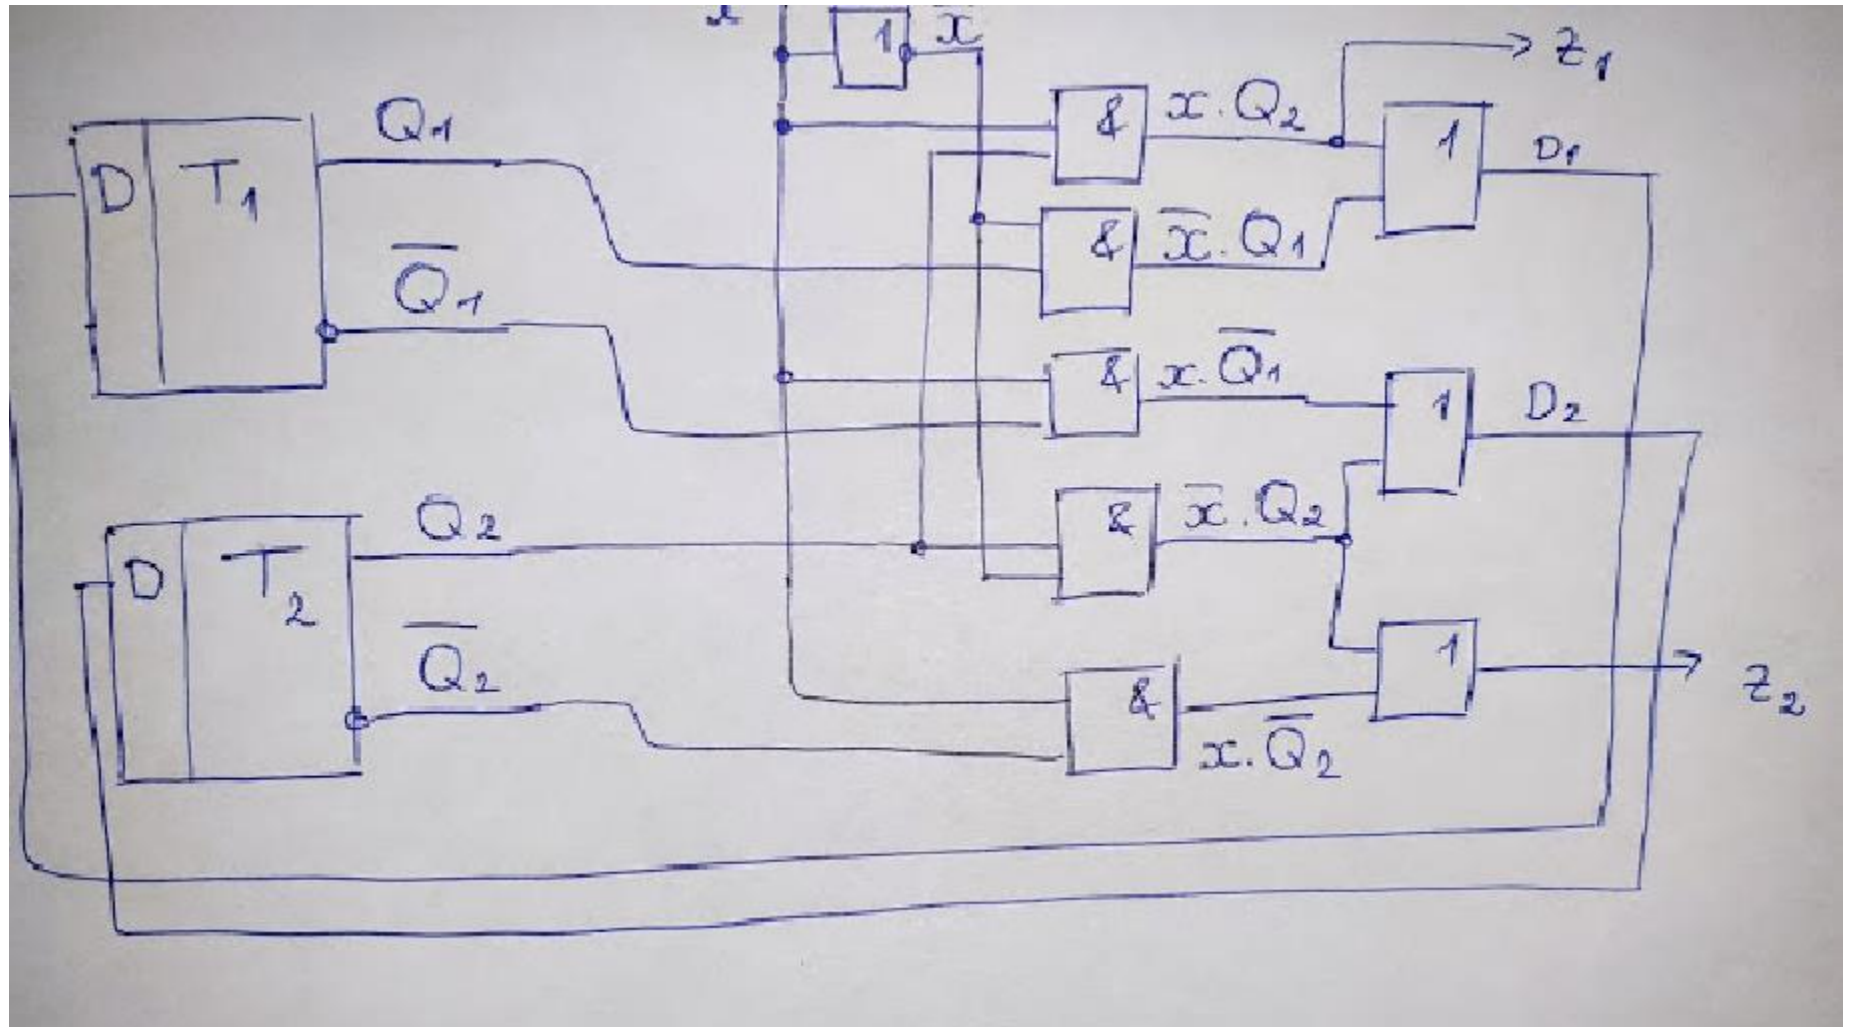 x
1 x̅
Z₁
Q₁
& x.Q₂
1 D₁
D T₁
& x̅.Q₁
Q̅₁
& x.Q̅₁
1 D₂
Q₂
& x̅.Q₂
D T₂
1
Q̅₂
Z₂
&
x.Q̅₂